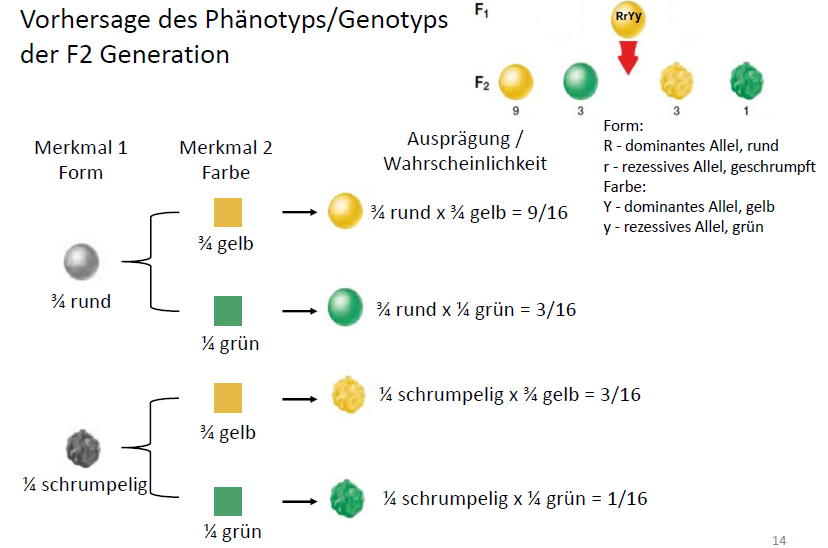 Vorhersage des Phänotyps/Genotyps
der F2 Generation
F1
RrYy
F2
9
3
3
1
Form:
R - dominantes Allel, rund
r - rezessives Allel, geschrumpft
Farbe:
Y - dominantes Allel, gelb
y - rezessives Allel, grün
Merkmal 1
Form
Merkmal 2
Farbe
Ausprägung /
Wahrscheinlichkeit
¾ rund
¾ gelb
¾ rund x ¾ gelb = 9/16
¼ grün
¾ rund x ¼ grün = 3/16
¼ schrumpelig
¾ gelb
¼ schrumpelig x ¾ gelb = 3/16
¼ grün
¼ schrumpelig x ¼ grün = 1/16
14